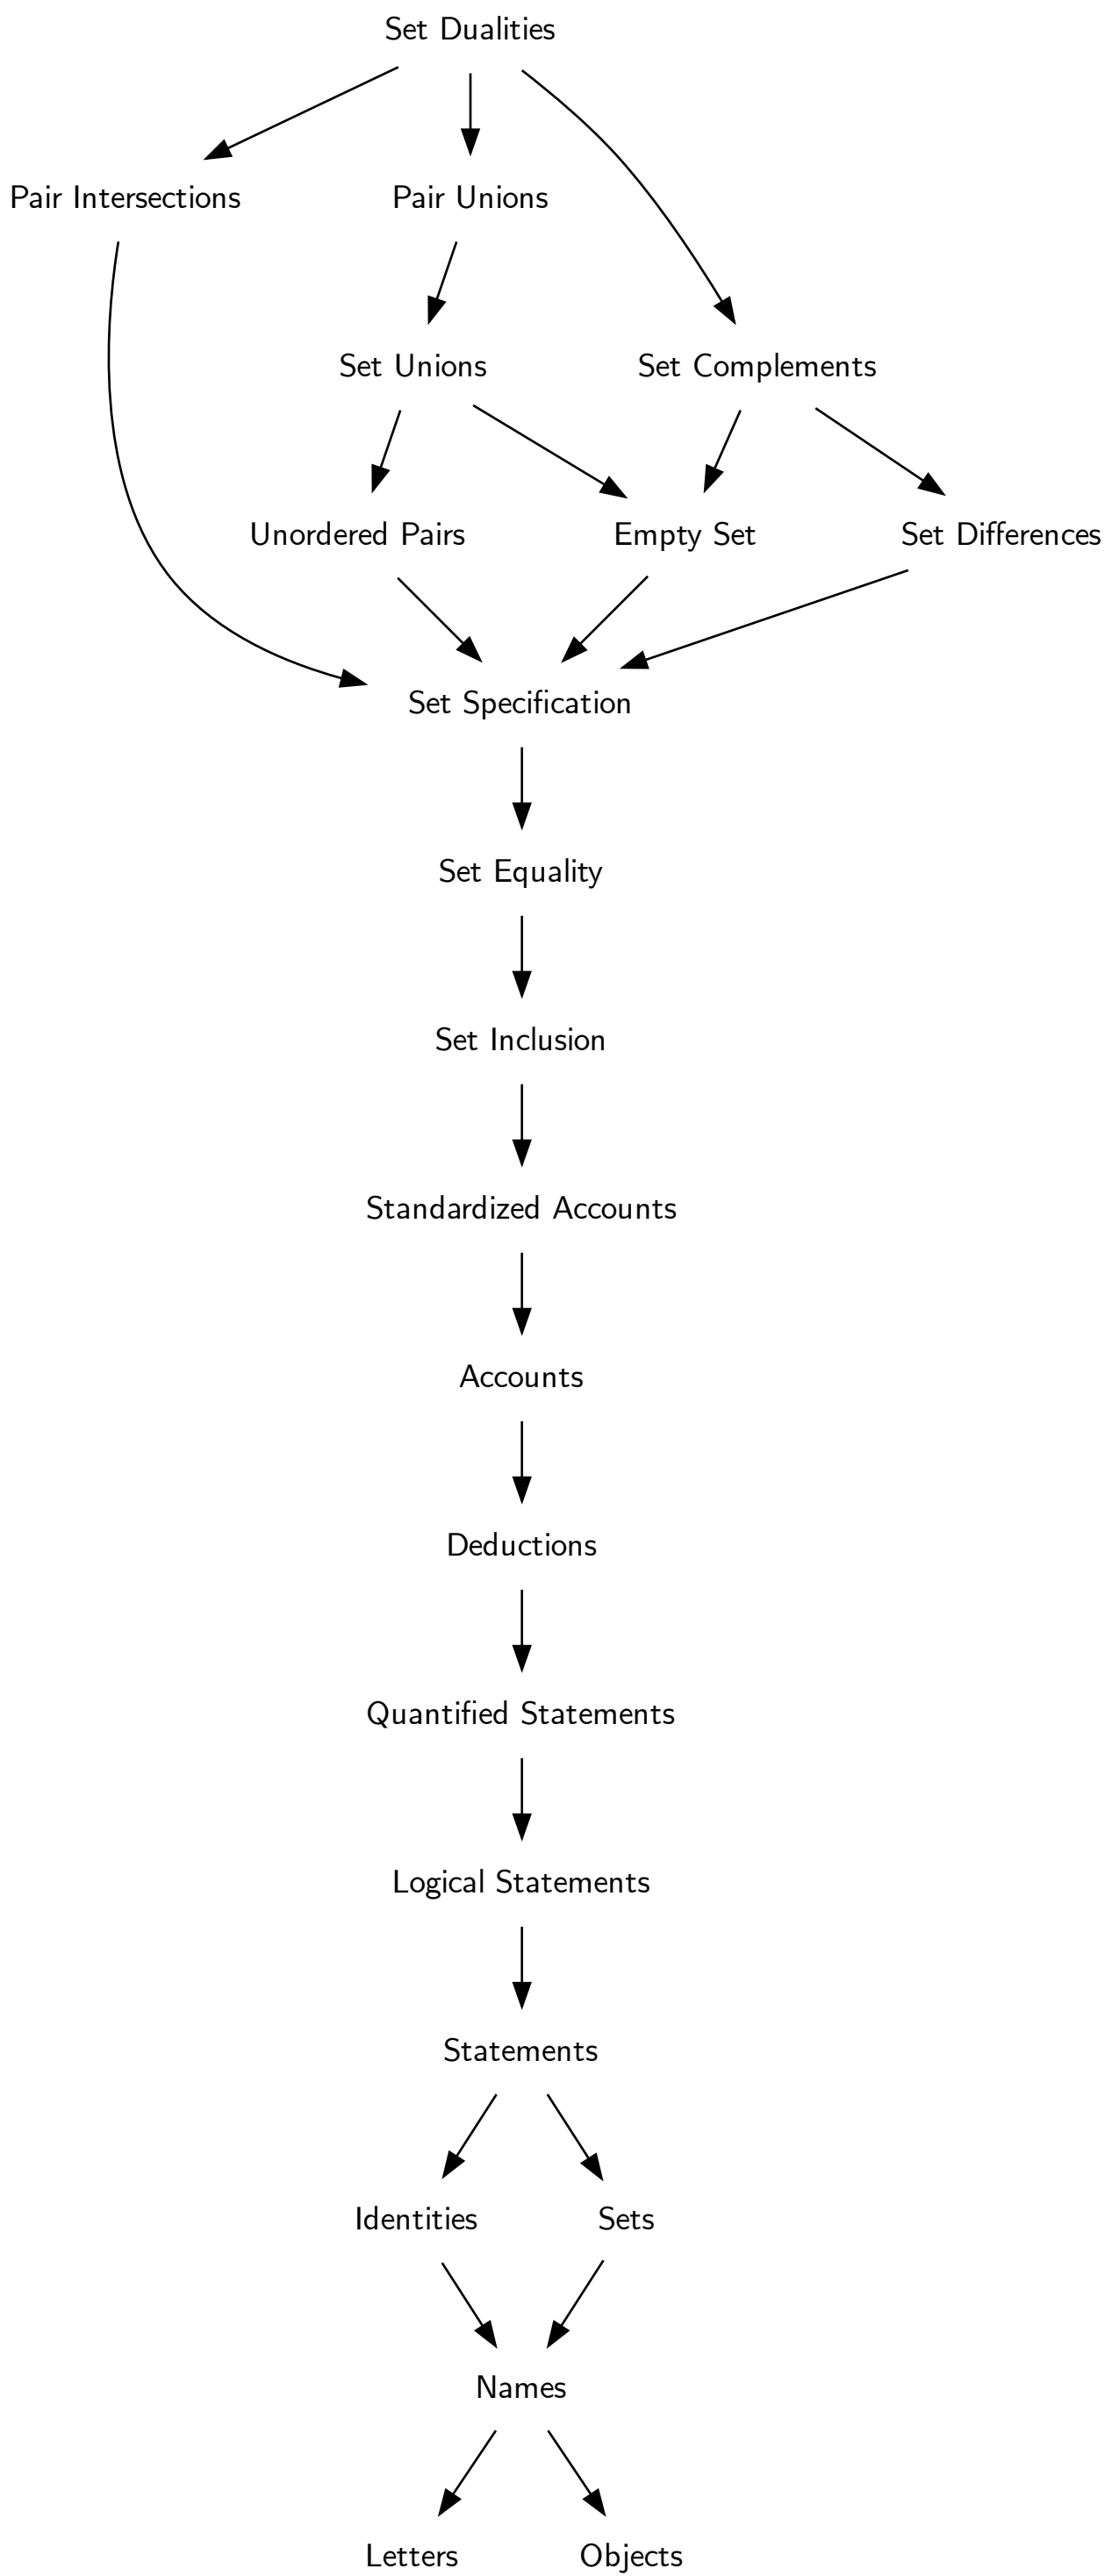 Set Dualities
Pair Intersections
Pair Unions
Set Unions
Set Complements
Unordered Pairs
Empty Set
Set Differences
Set Specification
Set Equality
Set Inclusion
Standardized Accounts
Accounts
Deductions
Quantified Statements
Logical Statements
Statements
Identities
Sets
Names
Letters
Objects